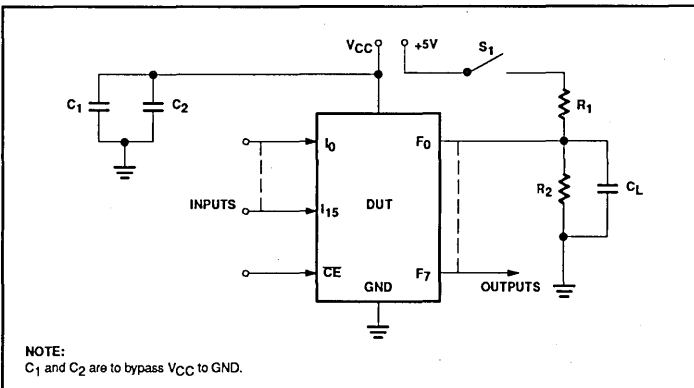 VCC +5V S1
C1 C2
R1
I0 F0
INPUTS I15 DUT R2 CL
CE F7
GND OUTPUTS
NOTE:
C1 and C2 are to bypass VCC to GND.